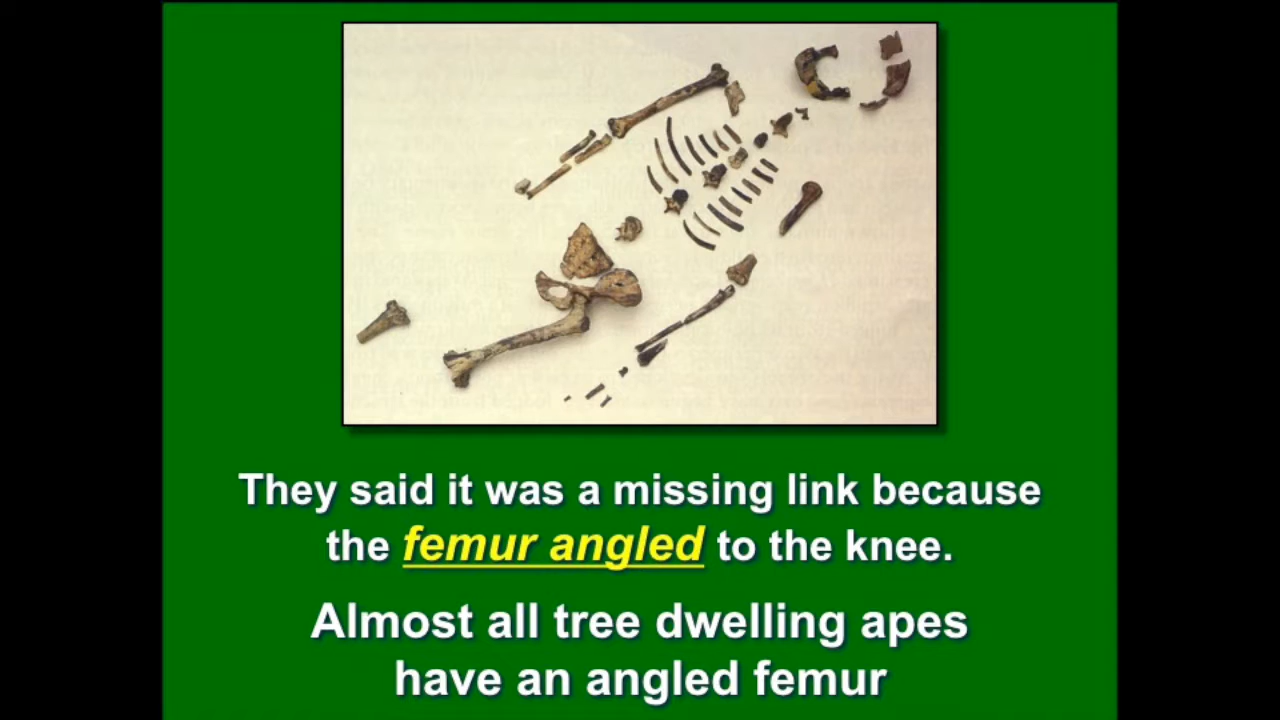 They said it was a missing link because
the femur angled to the knee.
Almost all tree dwelling apes
have an angled femur